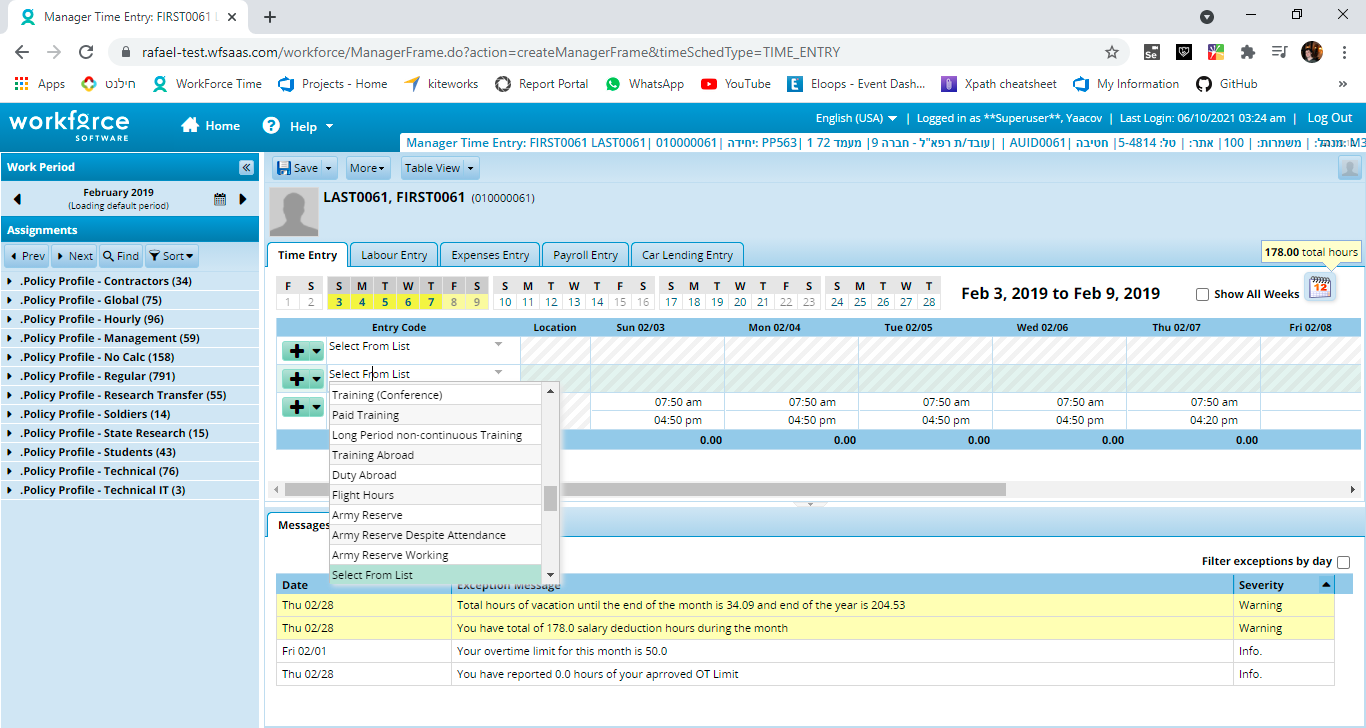 Manager Time Entry: FIRST0061 L
rafael-test.wfsaas.com/workforce/ManagerFrame.do?action=createManagerFrame&timeSchedType=TIME_ENTRY
Apps
חילנט
WorkForce Time
Projects - Home
kiteworks
Report Portal
WhatsApp
YouTube
Eloops - Event Dash...
Xpath cheatsheet
My Information
GitHub
workforce
SOFTWARE
Home
Help
English (USA) | Logged in as **Superuser**, Yaacov | Last Login: 06/10/2021 03:24 am | Log Out
Manager Time Entry: FIRST0061 LAST0061| 010000061| יחידה: PP563| 1 עובד/ת רפא"ל - חברה 9| מעמד 72| | AUID0061| חטיבה |5-4814 :אתר: | טל |100 :משמרות |
Work Period
February 2019
(Loading default period)
Assignments
Prev
Next
Find
Sort
.Policy Profile - Contractors (34)
.Policy Profile - Global (75)
.Policy Profile - Hourly (96)
.Policy Profile - Management (59)
.Policy Profile - No Calc (158)
.Policy Profile - Regular (791)
.Policy Profile - Research Transfer (55)
.Policy Profile - Soldiers (14)
.Policy Profile - State Research (15)
.Policy Profile - Students (43)
.Policy Profile - Technical (76)
.Policy Profile - Technical IT (3)
Save
More
Table View
LAST0061, FIRST0061 (010000061)
Time Entry
Labour Entry
Expenses Entry
Payroll Entry
Car Lending Entry
178.00 total hours
F S S M T W T F S S M T W T F S S M T W T F S S M T W T
1 2 3 4 5 6 7 8 9 10 11 12 13 14 15 16 17 18 19 20 21 22 23 24 25 26 27 28
Feb 3, 2019 to Feb 9, 2019
Show All Weeks
12
Entry Code Location Sun 02/03 Mon 02/04 Tue 02/05 Wed 02/06 Thu 02/07 Fri 02/08
Select From List
Select From List
07:50 am 07:50 am 07:50 am 07:50 am 07:50 am
04:50 pm 04:50 pm 04:50 pm 04:50 pm 04:20 pm
0.00 0.00 0.00 0.00 0.00
Training (Conference)
Paid Training
Long Period non-continuous Training
Training Abroad
Duty Abroad
Flight Hours
Army Reserve
Army Reserve Despite Attendance
Army Reserve Working
Select From List
Messages
Filter exceptions by day
Date Exception Message Severity
Thu 02/28 Total hours of vacation until the end of the month is 34.09 and end of the year is 204.53 Warning
Thu 02/28 You have total of 178.0 salary deduction hours during the month Warning
Fri 02/01 Your overtime limit for this month is 50.0 Info.
Thu 02/28 You have reported 0.0 hours of your aprroved OT Limit Info.